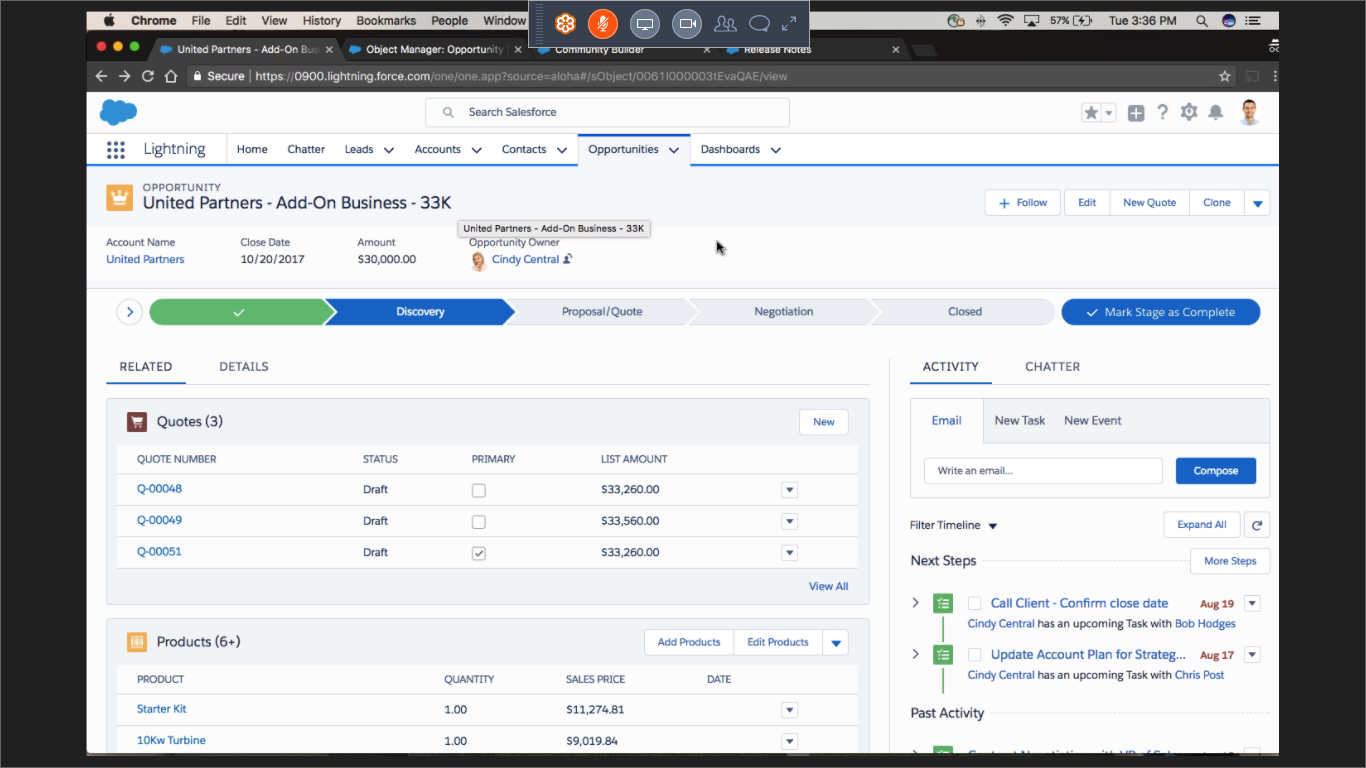 Chrome File Edit View History Bookmarks People Window
57% Tue 3:36 PM
United Partners - Add-On Bus
Object Manager: Opportunity
Community Builder
Release Notes
Secure https://0900.lightning.force.com/one/one.app?source=aloha#/sObject/0061I000003tEvaQAE/view
Search Salesforce
Lightning Home Chatter Leads Accounts Contacts Opportunities Dashboards
OPPORTUNITY
United Partners - Add-On Business - 33K
Follow Edit New Quote Clone
United Partners - Add-On Business - 33K
Account Name Close Date Amount Opportunity Owner
United Partners 10/20/2017 $30,000.00 Cindy Central
Discovery Proposal/Quote Negotiation Closed Mark Stage as Complete
RELATED DETAILS
Quotes (3) New
QUOTE NUMBER STATUS PRIMARY LIST AMOUNT
Q-00048 Draft $33,260.00
Q-00049 Draft $33,560.00
Q-00051 Draft $33,260.00
View All
Products (6+) Add Products Edit Products
PRODUCT QUANTITY SALES PRICE DATE
Starter Kit 1.00 $11,274.81
10Kw Turbine 1.00 $9,019.84
ACTIVITY CHATTER
Email New Task New Event
Write an email... Compose
Filter Timeline Expand All
Next Steps More Steps
Call Client - Confirm close date Aug 19
Cindy Central has an upcoming Task with Bob Hodges
Update Account Plan for Strateg... Aug 17
Cindy Central has an upcoming Task with Chris Post
Past Activity